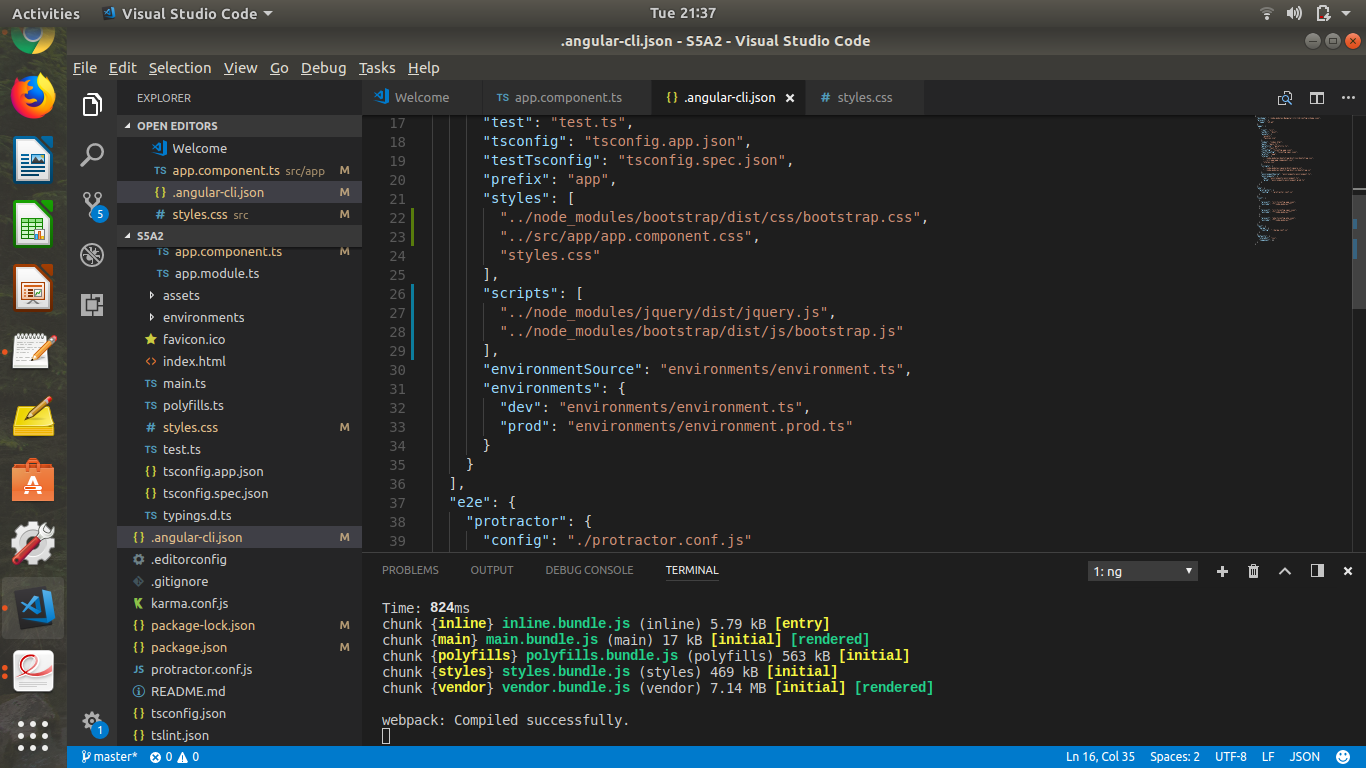 Activities Visual Studio Code Tue 21:37
.angular-cli.json - S5A2 - Visual Studio Code
File Edit Selection View Go Debug Tasks Help
EXPLORER
OPEN EDITORS
Welcome
TS app.component.ts src/app M
{} .angular-cli.json M
# styles.css src M
S5A2
TS app.component.ts M
TS app.module.ts
assets
environments
favicon.ico
<> index.html
TS main.ts
TS polyfills.ts
# styles.css M
TS test.ts
{} tsconfig.app.json
{} tsconfig.spec.json
TS typings.d.ts
{} .angular-cli.json M
.editorconfig
.gitignore
karma.conf.js
{} package-lock.json M
{} package.json M
JS protractor.conf.js
README.md
{} tsconfig.json
{} tslint.json
5
1
Welcome TS app.component.ts {} .angular-cli.json × # styles.css
17 "test": "test.ts",
18 "tsconfig": "tsconfig.app.json",
19 "testTsconfig": "tsconfig.spec.json",
20 "prefix": "app",
21 "styles": [
22 "../node_modules/bootstrap/dist/css/bootstrap.css",
23 "../src/app/app.component.css",
24 "styles.css"
25 ],
26 "scripts": [
27 "../node_modules/jquery/dist/jquery.js",
28 "../node_modules/bootstrap/dist/js/bootstrap.js"
29 ],
30 "environmentSource": "environments/environment.ts",
31 "environments": {
32 "dev": "environments/environment.ts",
33 "prod": "environments/environment.prod.ts"
34 }
35 }
36 ],
37 "e2e": {
38 "protractor": {
39 "config": "./protractor.conf.js"
PROBLEMS OUTPUT DEBUG CONSOLE TERMINAL 1: ng
Time: 824ms
chunk {inline} inline.bundle.js (inline) 5.79 kB [entry]
chunk {main} main.bundle.js (main) 17 kB [initial] [rendered]
chunk {polyfills} polyfills.bundle.js (polyfills) 563 kB [initial]
chunk {styles} styles.bundle.js (styles) 469 kB [initial]
chunk {vendor} vendor.bundle.js (vendor) 7.14 MB [initial] [rendered]
webpack: Compiled successfully.
master* 0 0 Ln 16, Col 35 Spaces: 2 UTF-8 LF JSON